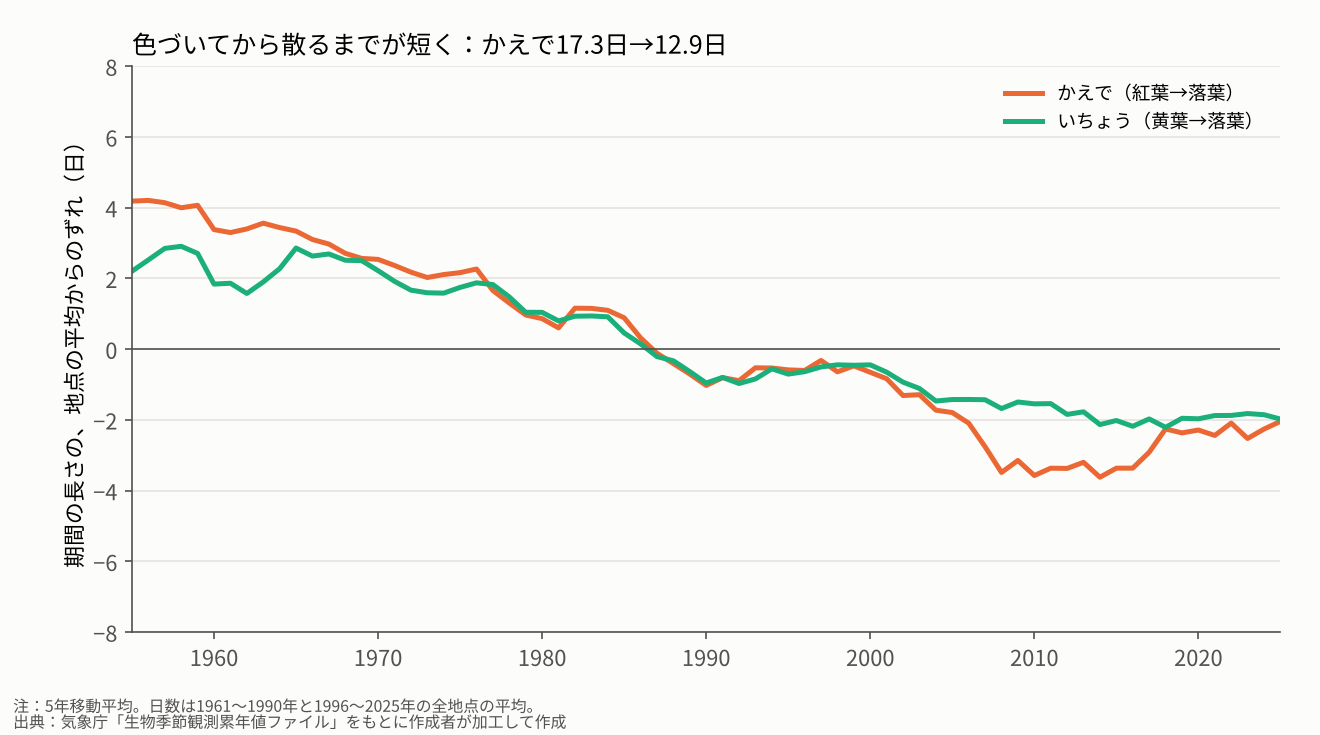 色づいてから散るまでが短く：かえで17.3日→12.9日
期間の長さの、地点の平均からのずれ（日）
8
6
4
2
0
−2
−4
−6
−8
かえで（紅葉→落葉）
いちょう（黄葉→落葉）
1960
1970
1980
1990
2000
2010
2020
注：5年移動平均。日数は1961～1990年と1996～2025年の全地点の平均。
出典：気象庁「生物季節観測累年値ファイル」をもとに作成者が加工して作成